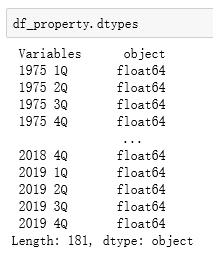 df_property.dtypes
Variables object
1975 1Q float64
1975 2Q float64
1975 3Q float64
1975 4Q float64
...
2018 4Q float64
2019 1Q float64
2019 2Q float64
2019 3Q float64
2019 4Q float64
Length: 181, dtype: object